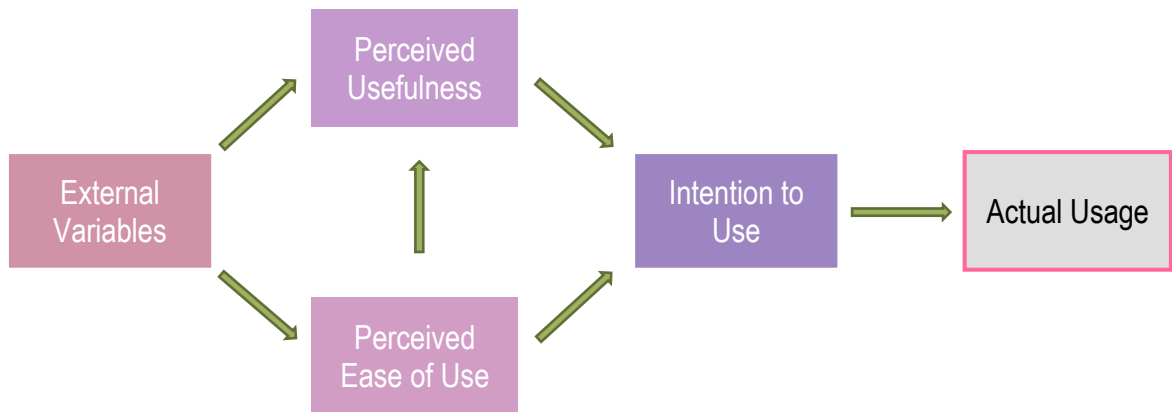 Perceived
Usefulness
External
Variables
Intention to
Use
Actual Usage
Perceived
Ease of Use